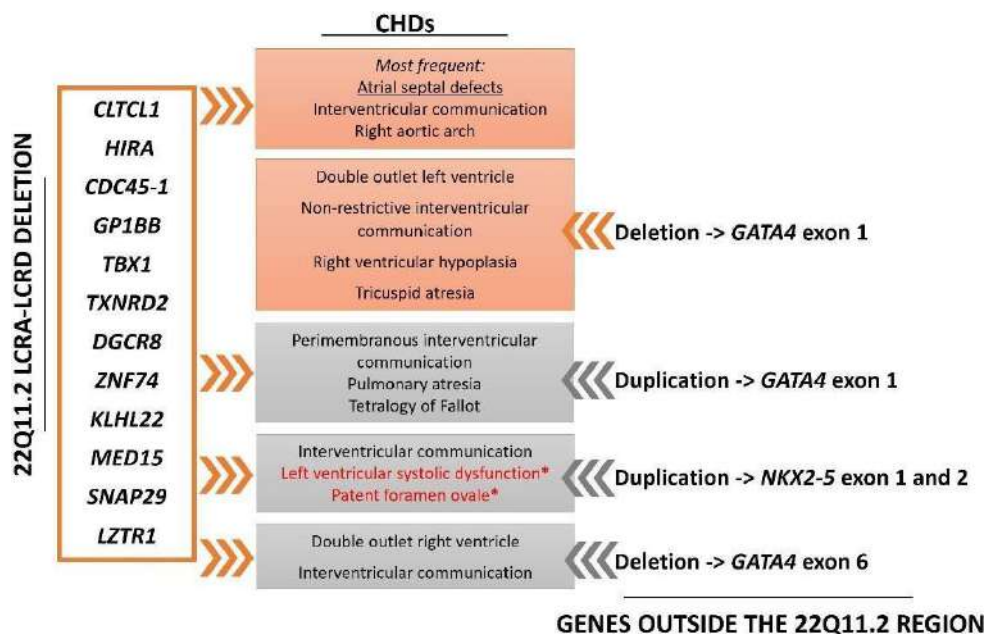 CHDs
22Q11.2 LCRA-LCRD DELETION
CLTCL1
HIRA
CDC45-1
GP1BB
TBX1
TXNRD2
DGCR8
ZNF74
KLHL22
MED15
SNAP29
LZTR1
Most frequent:
Atrial septal defects
Interventricular communication
Right aortic arch
Double outlet left ventricle
Non-restrictive interventricular
communication
Right ventricular hypoplasia
Tricuspid atresia
Deletion -> GATA4 exon 1
Perimembranous interventricular
communication
Pulmonary atresia
Tetralogy of Fallot
Duplication -> GATA4 exon 1
Interventricular communication
Left ventricular systolic dysfunction*
Patent foramen ovale*
Duplication -> NKX2-5 exon 1 and 2
Double outlet right ventricle
Interventricular communication
Deletion -> GATA4 exon 6
GENES OUTSIDE THE 22Q11.2 REGION